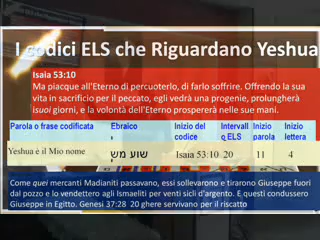 I codici ELS che Riguardano Yeshua
Isaia 53:10
Ma piacque all'Eterno di percuoterlo, di farlo soffrire. Offrendo la sua
vita in sacrificio per il peccato, egli vedrà una progenie, prolungherà
isuoi giorni, e la volontà dell'Eterno prospererà nelle sue mani.
Parola o frase codificata Ebraico Inizio del codice Intervallo ELS Inizio parola Inizio lettera
Yeshua è il Mio nome Isaia 53:10 20 11 4
Come quei mercanti Madianiti passavano, essi sollevarono e tirarono Giuseppe fuori
dal pozzo e lo vendettero agli Ismaeliti per venti sicli d'argento. E questi condussero
Giuseppe in Egitto. Genesi 37:28 20 ghere servivano per il riscatto